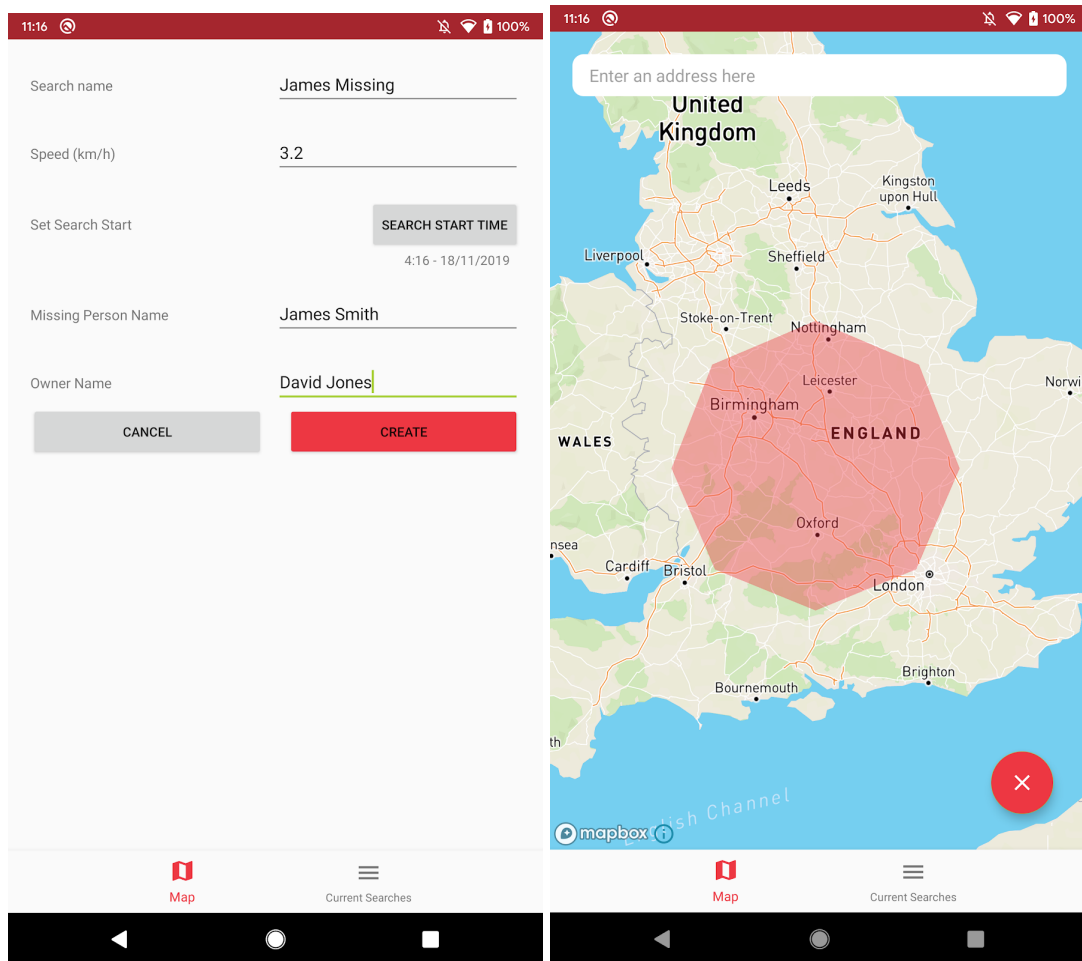 11:16
100%
Search name
James Missing
Speed (km/h)
3.2
Set Search Start
SEARCH START TIME
4:16 - 18/11/2019
Missing Person Name
James Smith
Owner Name
David Jones
CANCEL
CREATE
Map
Current Searches
11:16
100%
Enter an address here
United
Kingdom
Leeds
Kingston
upon Hull
Liverpool
Sheffield
Stoke-on-Trent
Nottingham
Leicester
Norwi
Birmingham
ENGLAND
WALES
Oxford
nsea
Cardiff
Bristol
London
Brighton
Bournemouth
th
English Channel
mapbox
Map
Current Searches